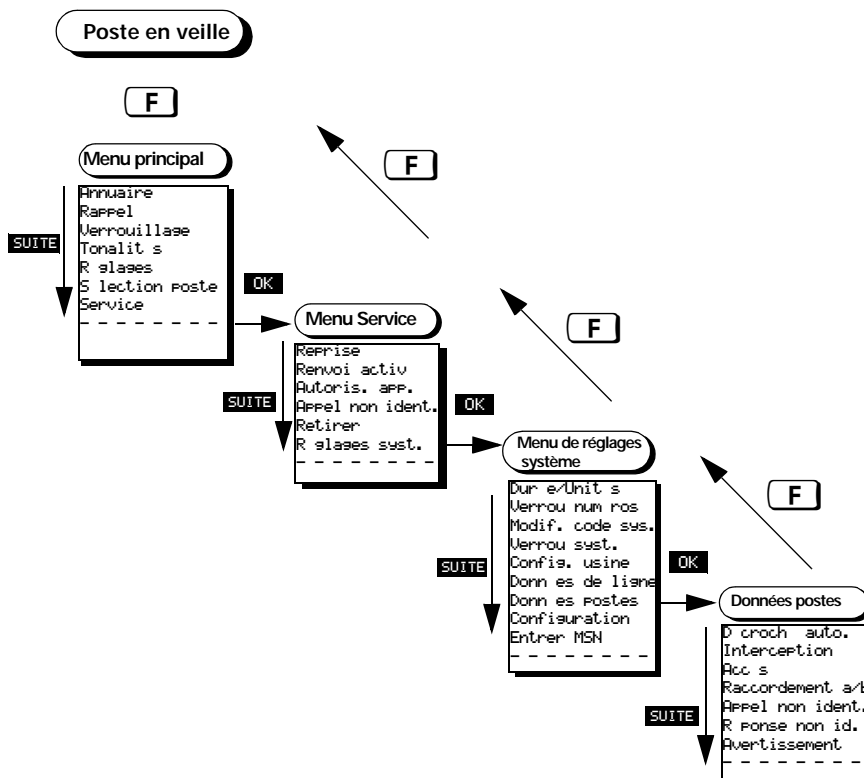 Poste en veille
F
Menu principal
Annuaire
Rappel
Verrouillage
Tonalit s
R glages
S lection poste
Service
- - - - - - - -
SUITE
OK
F
Menu Service
Reprise
Renvoi activ
Autoris. app.
Appel non ident.
Retirer
R glages syst.
- - - - - - - -
SUITE
OK
F
Menu de réglages
système
Dur e/Unit s
Verrou num ros
Modif. code sys.
Verrou syst.
Config. usine
Donn es de ligne
Donn es postes
Configuration
Entrer MSN
- - - - - - - -
SUITE
OK
F
Données postes
D croch auto.
Interception
Acc s
Raccordement a/b
Appel non ident.
R ponse non id.
Avertissement
- - - - - - - -
SUITE